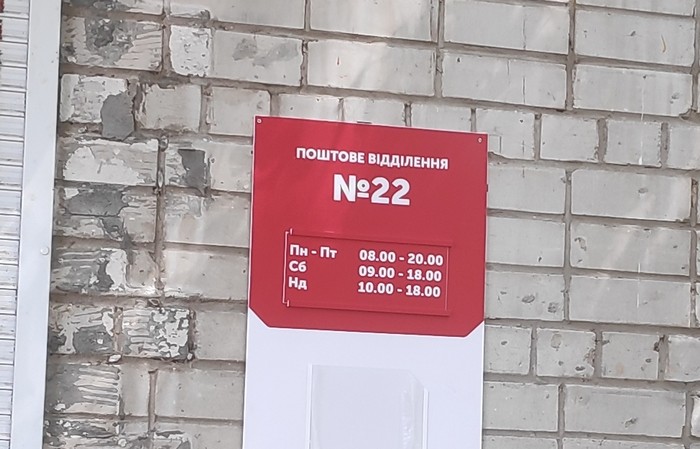 ПОШТОВЕ ВІДДІЛЕННЯ
№22
Пн - Пт 08.00 - 20.00
Сб 09.00 - 18.00
Нд 10.00 - 18.00